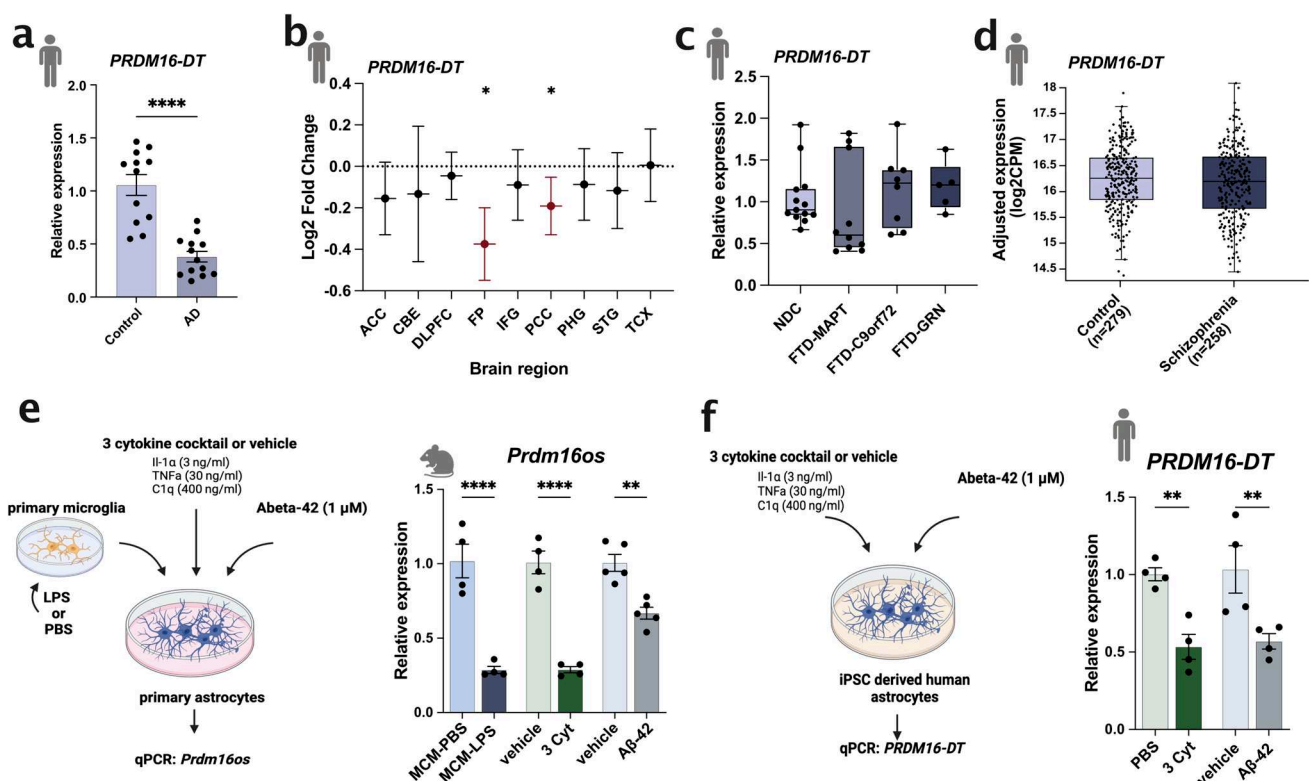 a
PRDM16-DT
****
Relative expression
2.0
1.5
1.0
0.5
0.0
Control
AD
b
PRDM16-DT
Log2 Fold Change
0.4
0.2
0.0
-0.2
-0.4
-0.6
*
*
ACC
CBE
DLPFC
FP
IFG
PCC
PHG
STG
TCX
Brain region
c
PRDM16-DT
Relative expression
2.5
2.0
1.5
1.0
0.5
0.0
NDC
FTD-MAPT
FTD-C9orf72
FTD-GRN
d
PRDM16-DT
Adjusted expression
(log2CPM)
18
17.5
17
16.5
16
15.5
15
14.5
Control
(n=279)
Schizophrenia
(n=258)
e
3 cytokine cocktail or vehicle
Il-1α (3 ng/ml)
TNFa (30 ng/ml)
C1q (400 ng/ml)
primary microglia
Abeta-42 (1 μM)
LPS
or
PBS
primary astrocytes
qPCR: Prdm16os
Prdm16os
Relative expression
1.5
1.0
0.5
0.0
****
****
**
MCM-PBS
MCM-LPS
vehicle
3 Cyt
vehicle
Aβ-42
f
3 cytokine cocktail or vehicle
Il-1α (3 ng/ml)
TNFa (30 ng/ml)
C1q (400 ng/ml)
Abeta-42 (1 μM)
iPSC derived human
astrocytes
qPCR: PRDM16-DT
PRDM16-DT
Relative expression
1.5
1.0
0.5
0.0
**
**
PBS
3 Cyt
vehicle
Aβ-42